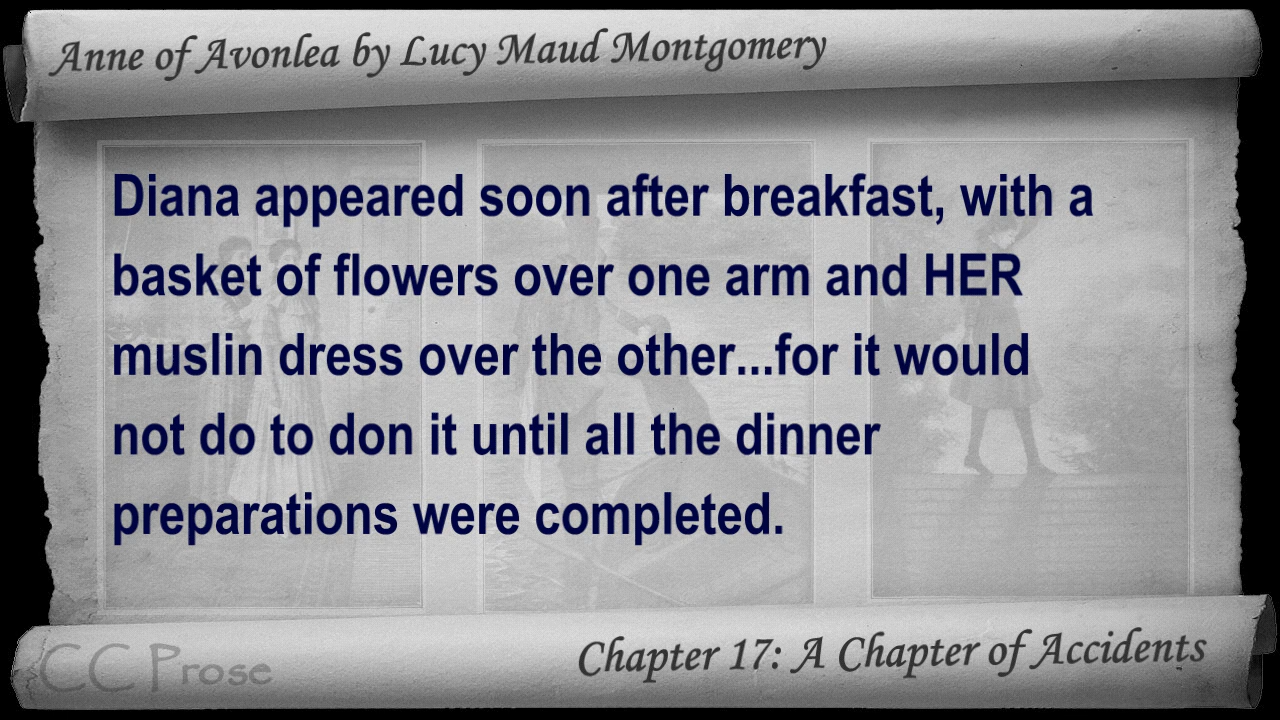 Anne of Avonlea by Lucy Maud Montgomery
Diana appeared soon after breakfast, with a
basket of flowers over one arm and HER
muslin dress over the other...for it would
not do to don it until all the dinner
preparations were completed.
CC Prose
Chapter 17: A Chapter of Accidents